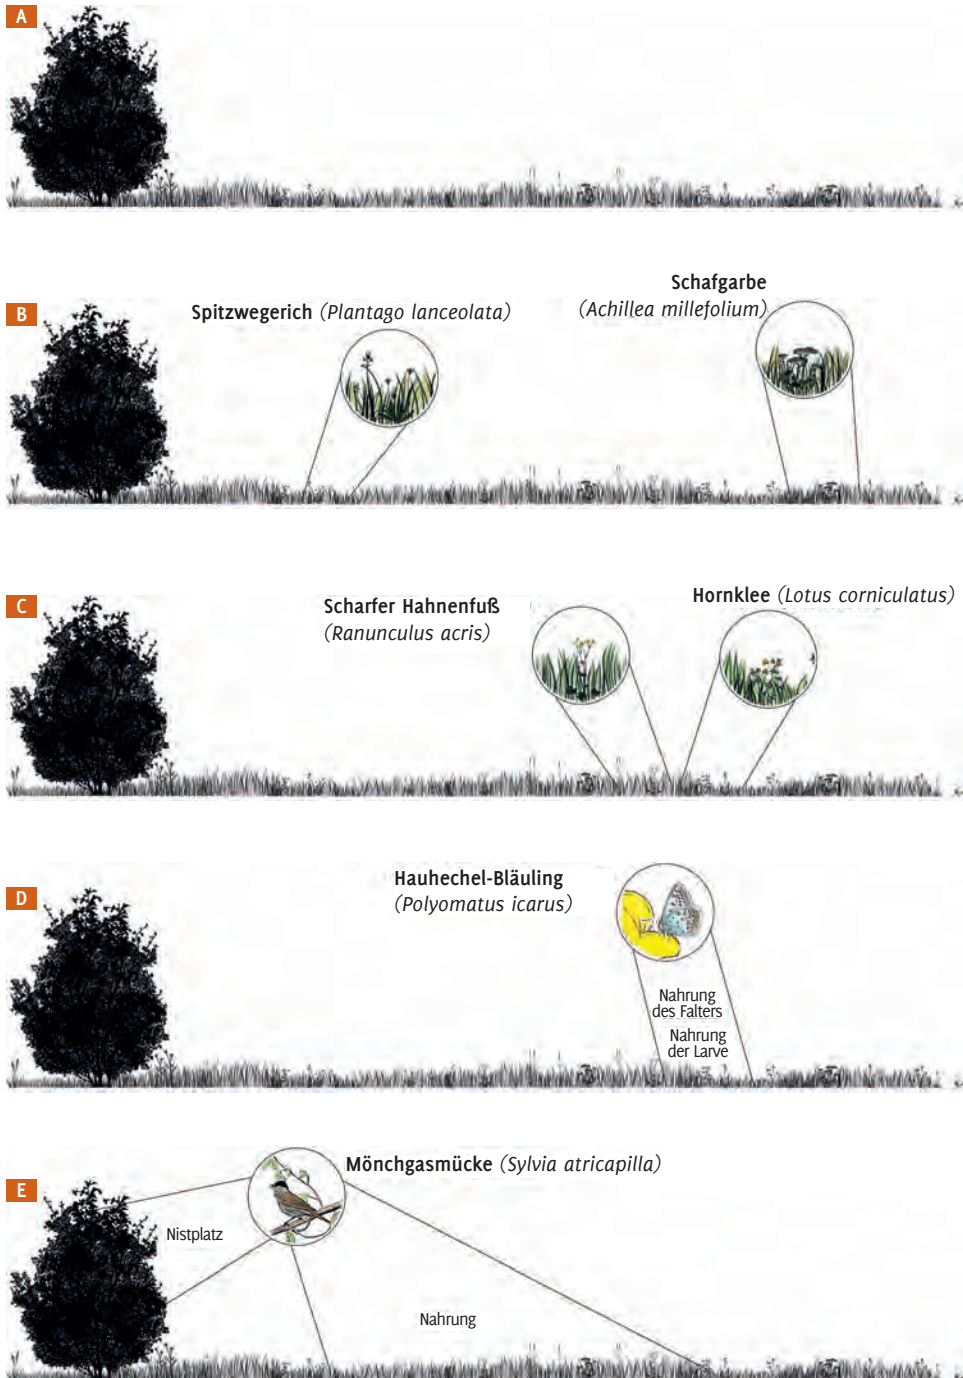 A
Schafgarbe
(Achillea millefolium)
B
Spitzwegerich (Plantago lanceolata)
C
Scharfer Hahnenfuß
(Ranunculus acris)
Hornklee (Lotus corniculatus)
D
Hauhechel-Bläuling
(Polyomatus icarus)
Nahrung
des Falters
Nahrung
der Larve
E
Mönchgasmücke (Sylvia atricapilla)
Nistplatz
Nahrung